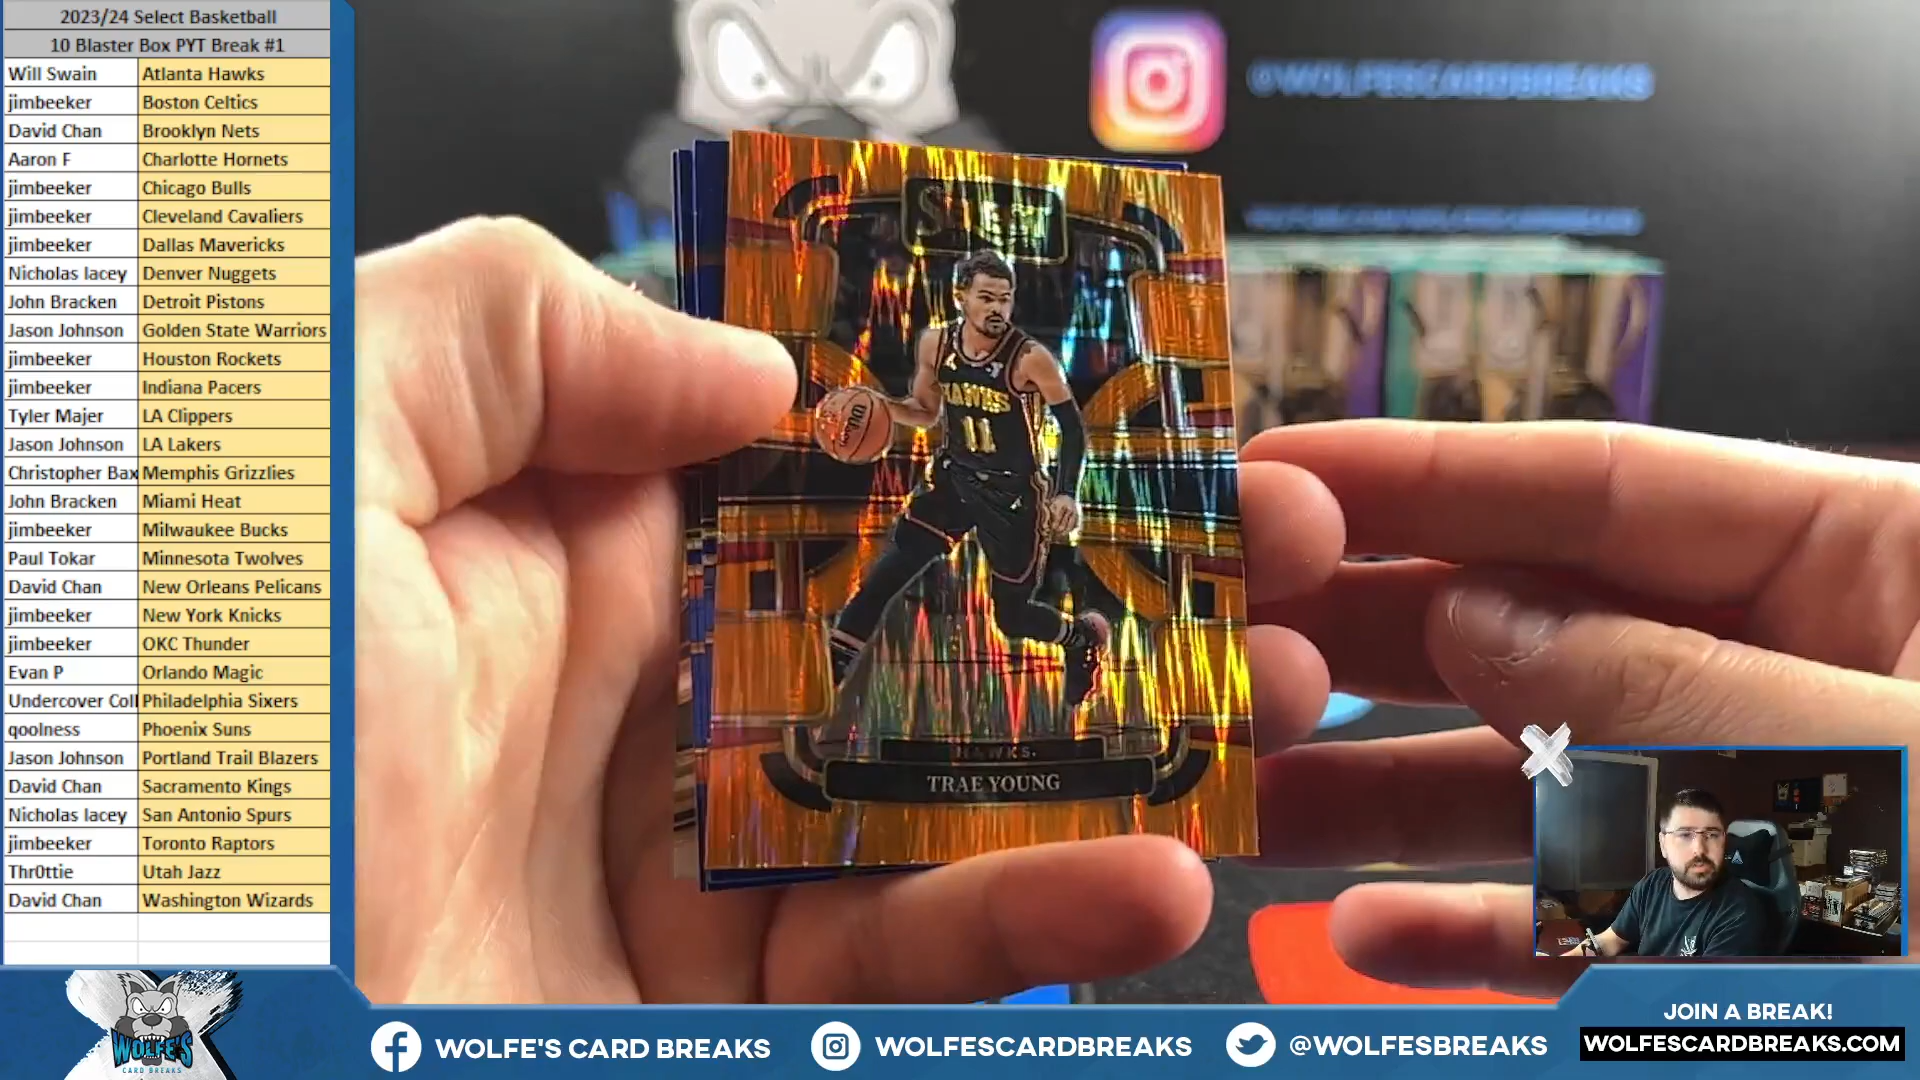 2023/24 Select Basketball
10 Blaster Box PYT Break #1
Will Swain Atlanta Hawks
jimbeeker Boston Celtics
David Chan Brooklyn Nets
Aaron F Charlotte Hornets
jimbeeker Chicago Bulls
jimbeeker Cleveland Cavaliers
jimbeeker Dallas Mavericks
Nicholas lacey Denver Nuggets
John Bracken Detroit Pistons
Jason Johnson Golden State Warriors
jimbeeker Houston Rockets
jimbeeker Indiana Pacers
Tyler Majer LA Clippers
Jason Johnson LA Lakers
Christopher Bax Memphis Grizzlies
John Bracken Miami Heat
jimbeeker Milwaukee Bucks
Paul Tokar Minnesota Twolves
David Chan New Orleans Pelicans
jimbeeker New York Knicks
jimbeeker OKC Thunder
Evan P Orlando Magic
Undercover Coll Philadelphia Sixers
qoolness Phoenix Suns
Jason Johnson Portland Trail Blazers
David Chan Sacramento Kings
Nicholas lacey San Antonio Spurs
jimbeeker Toronto Raptors
Thr0ttie Utah Jazz
David Chan Washington Wizards
@WOLFESCARDBREAKS
SELECT
Wilson
HAWKS
11
HAWKS.
TRAE YOUNG
WOLFE'S
CARD BREAKS
WOLFE'S CARD BREAKS
WOLFESCARDBREAKS
@WOLFESBREAKS
JOIN A BREAK!
WOLFESCARDBREAKS.COM